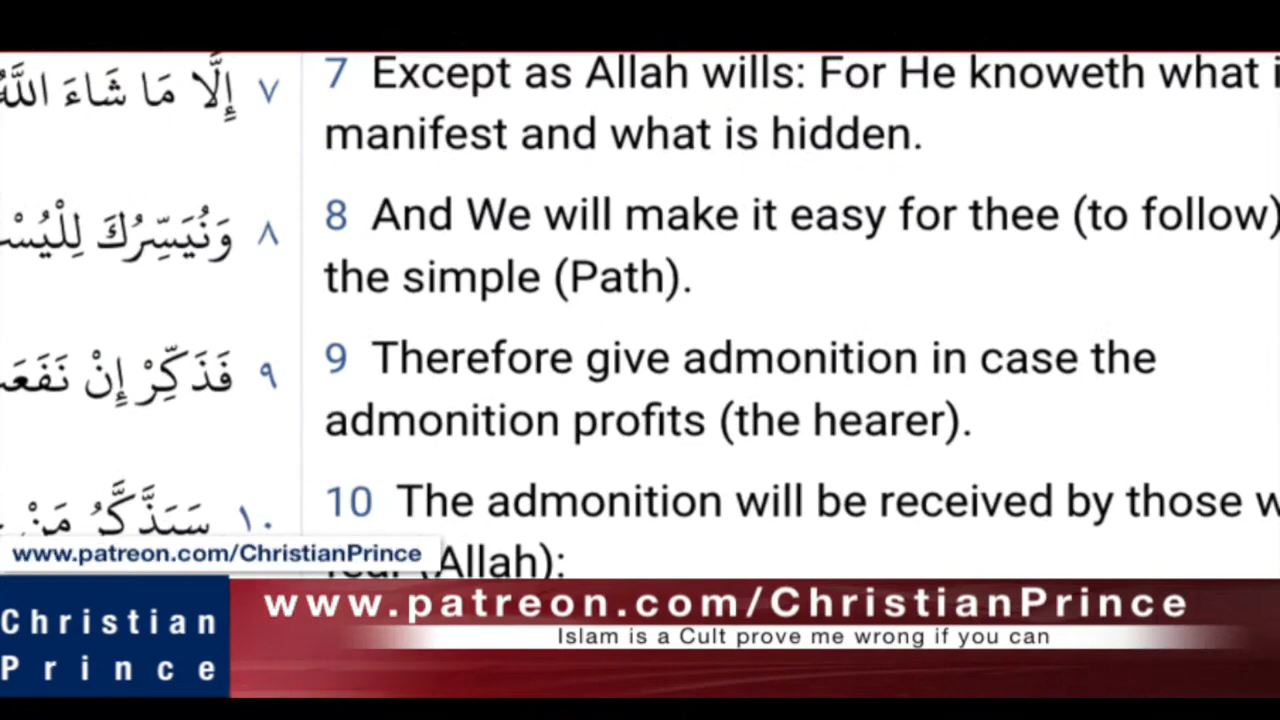 إِلَّا مَا شَاءَ اللَّهُ ٧
7 Except as Allah wills: For He knoweth what
manifest and what is hidden.
وَنُيَسِّرُكَ ٨
8 And We will make it easy for thee (to follow)
the simple (Path).
فَذَكِّرْ إِنْ ٩
9 Therefore give admonition in case the
admonition profits (the hearer).
سَيَذَّكَّرُ مَنْ ١٠
10 The admonition will be received by those
(Allah):
www.patreon.com/ChristianPrince
Christian
Prince
www.patreon.com/ChristianPrince
Islam is a Cult prove me wrong if you can